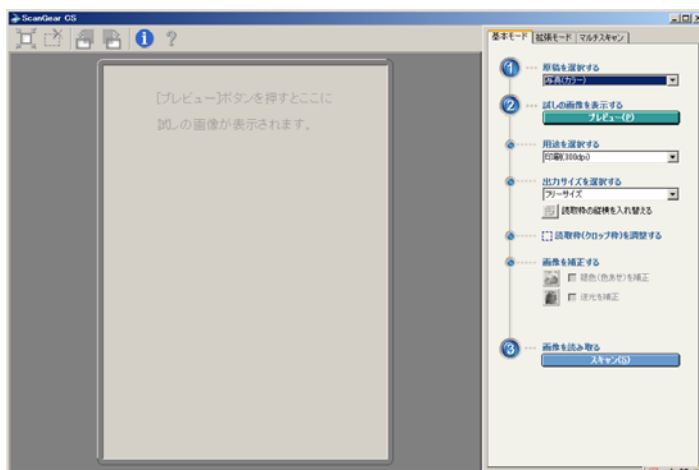 ScanGear CS
基本モード 拡張モード マルチスキャン
[プレビュー]ボタンを押すとここに
試しの画像が表示されます。
1 原稿を選択する
写真(カラー)
2 試しの画像を表示する
プレビュー(P)
用途を選択する
印刷(300dpi)
出力サイズを選択する
フリーサイズ
読取枠の縦横を入れ替える
読取枠(クロップ枠)を調整する
画像を補正する
褪色(色あせ)を補正
逆光を補正
3 画像を読み取る
スキャン(S)